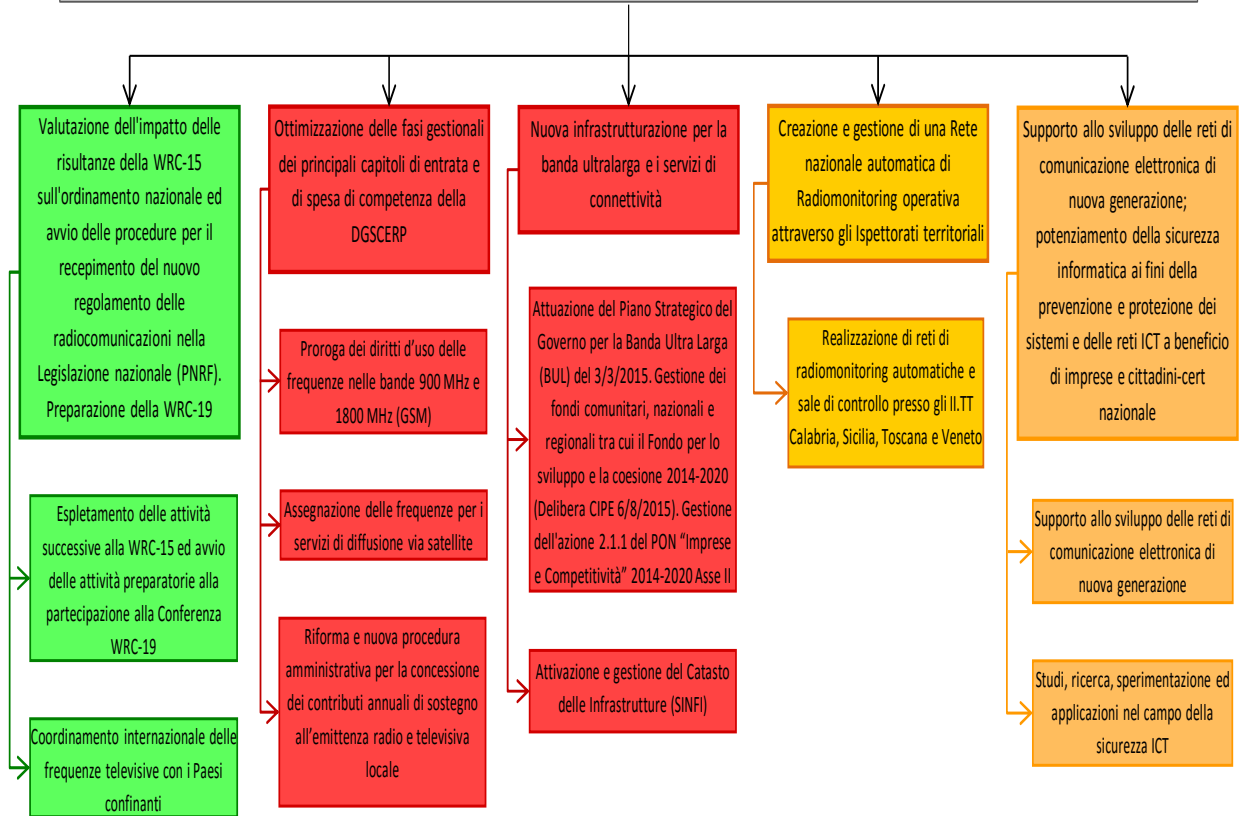 Valutazione dell'impatto delle
risultanze della WRC-15
sull'ordinamento nazionale ed
avvio delle procedure per il
recepimento del nuovo
regolamento delle
radiocomunicazioni nella
Legislazione nazionale (PNRF).
Preparazione della WRC-19
Espletamento delle attività
successive alla WRC-15 ed avvio
delle attività preparatorie alla
partecipazione alla Conferenza
WRC-19
Coordinamento internazionale delle
frequenze televisive con i Paesi
confinanti
Ottimizzazione delle fasi gestionali
dei principali capitoli di entrata e
di spesa di competenza della
DGSCERP
Proroga dei diritti d'uso delle
frequenze nelle bande 900 MHz e
1800 MHz (GSM)
Assegnazione delle frequenze per i
servizi di diffusione via satellite
Riforma e nuova procedura
amministrativa per la concessione
dei contributi annuali di sostegno
all'emittenza radio e televisiva
locale
Nuova infrastrutturazione per la
banda ultralarga e i servizi di
connettività
Attuazione del Piano Strategico del
Governo per la Banda Ultra Larga
(BUL) del 3/3/2015. Gestione dei
fondi comunitari, nazionali e
regionali tra cui il Fondo per lo
sviluppo e la coesione 2014-2020
(Delibera CIPE 6/8/2015). Gestione
dell'azione 2.1.1 del PON “Imprese
e Competitività” 2014-2020 Asse II
Attivazione e gestione del Catasto
delle Infrastrutture (SINFI)
Creazione e gestione di una Rete
nazionale automatica di
Radiomonitoring operativa
attraverso gli Ispettorati territoriali
Realizzazione di reti di
radiomonitoring automatiche e
sale di controllo presso gli II.TT
Calabria, Sicilia, Toscana e Veneto
Supporto allo sviluppo delle reti di
comunicazione elettronica di
nuova generazione;
potenziamento della sicurezza
informatica ai fini della
prevenzione e protezione dei
sistemi e delle reti ICT a beneficio
di imprese e cittadini-cert
nazionale
Supporto allo sviluppo delle reti di
comunicazione elettronica di
nuova generazione
Studi, ricerca, sperimentazione ed
applicazioni nel campo della
sicurezza ICT